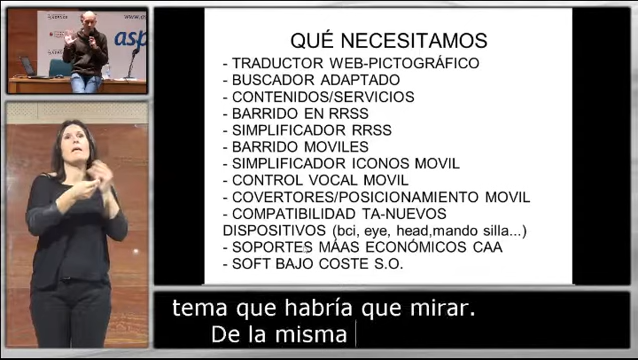 asp
QUÉ NECESITAMOS
- TRADUCTOR WEB-PICTOGRÁFICO
- BUSCADOR ADAPTADO
- CONTENIDOS/SERVICIOS
- BARRIDO EN RRSS
- SIMPLIFICADOR RRSS
- BARRIDO MOVILES
- SIMPLIFICADOR ICONOS MOVIL
- CONTROL VOCAL MOVIL
- COVERTORES/POSICIONAMIENTO MOVIL
- COMPATIBILIDAD TA-NUEVOS
DISPOSITIVOS (bci, eye, head,mando silla...)
- SOPORTES MÁAS ECONÓMICOS CAA
- SOFT BAJO COSTE S.O.
tema que habría que mirar.
De la misma